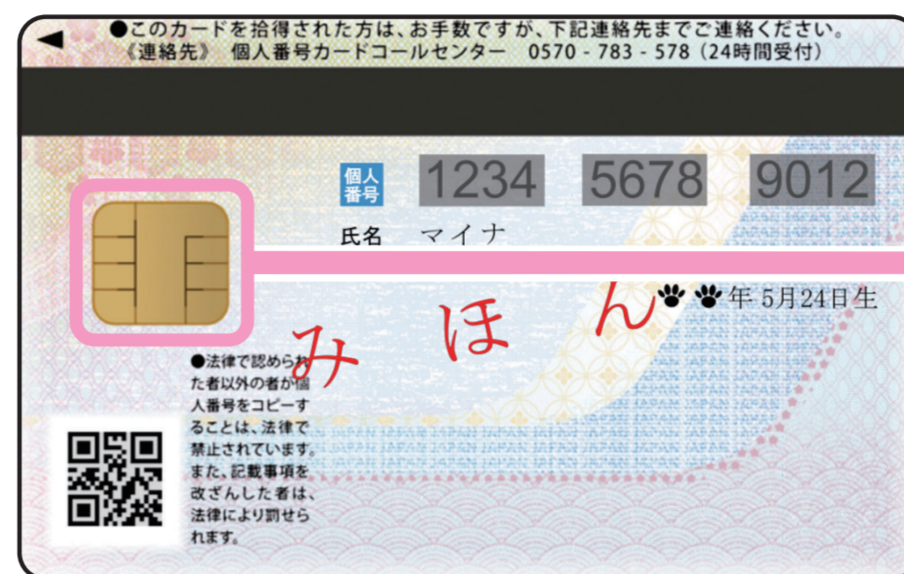 ●このカードを拾得された方は、お手数ですが、下記連絡先までご連絡ください。
《連絡先》 個人番号カードコールセンター 0570 - 783 - 578 (24時間受付)
個人
番号
1234 5678 9012
氏名 マイナ
年 5月24日生
みほん
●法律で認められ
た者以外の者が個
人番号をコピーす
ることは、法律で
禁止されています。
また、記載事項を
改ざんした者は、
法律により罰せら
れます。